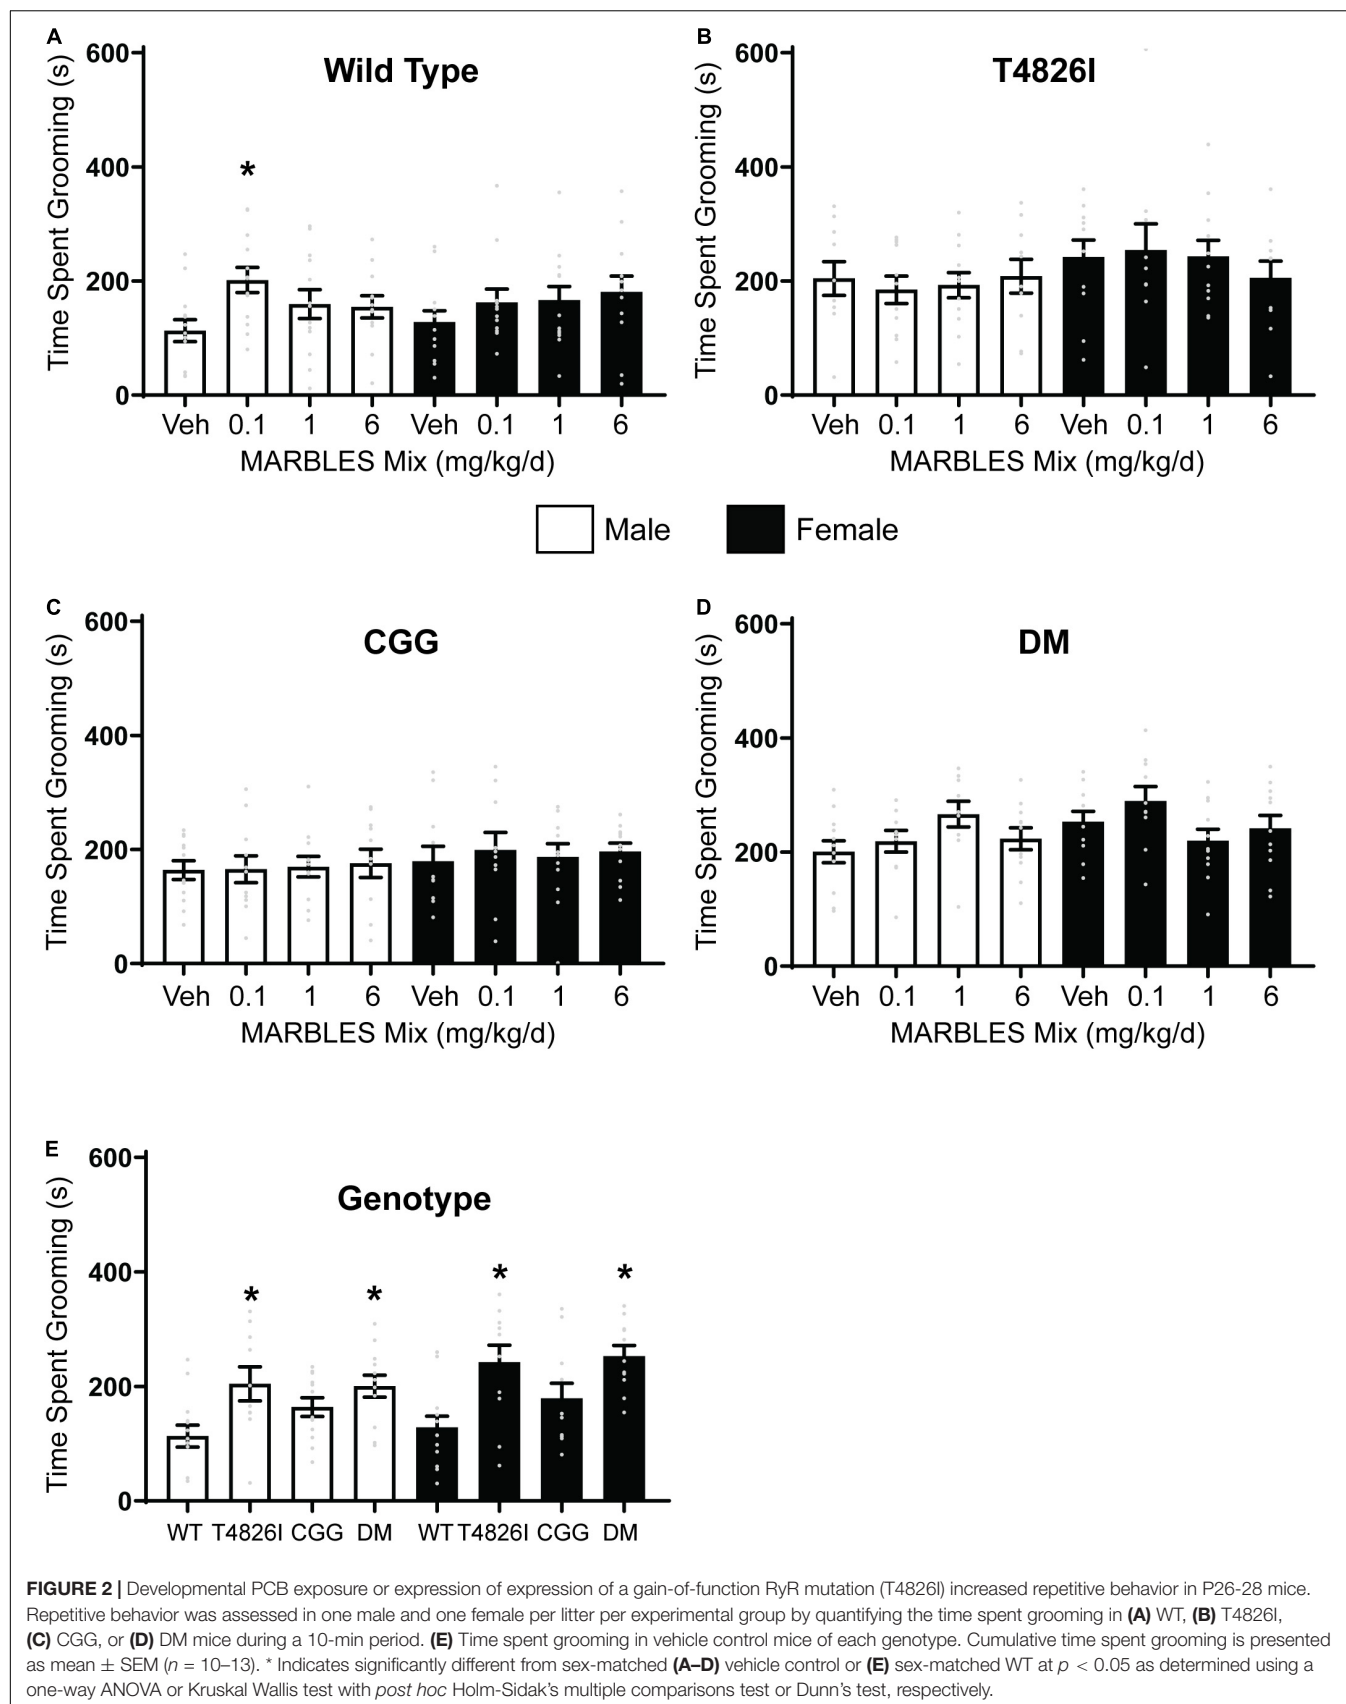 A
Wild Type
Time Spent Grooming (s)
600
400
200
0
*
Veh 0.1 1 6 Veh 0.1 1 6
MARBLES Mix (mg/kg/d)
B
T4826I
Time Spent Grooming (s)
600
400
200
0
Veh 0.1 1 6 Veh 0.1 1 6
MARBLES Mix (mg/kg/d)
Male Female
C
CGG
Time Spent Grooming (s)
600
400
200
0
Veh 0.1 1 6 Veh 0.1 1 6
MARBLES Mix (mg/kg/d)
D
DM
Time Spent Grooming (s)
600
400
200
0
Veh 0.1 1 6 Veh 0.1 1 6
MARBLES Mix (mg/kg/d)
E
Genotype
Time Spent Grooming (s)
600
400
200
0
* * * *
WT T4826I CGG DM WT T4826I CGG DM
FIGURE 2 | Developmental PCB exposure or expression of expression of a gain-of-function RyR mutation (T4826I) increased repetitive behavior in P26-28 mice.
Repetitive behavior was assessed in one male and one female per litter per experimental group by quantifying the time spent grooming in (A) WT, (B) T4826I,
(C) CGG, or (D) DM mice during a 10-min period. (E) Time spent grooming in vehicle control mice of each genotype. Cumulative time spent grooming is presented
as mean ± SEM (n = 10–13). * Indicates significantly different from sex-matched (A–D) vehicle control or (E) sex-matched WT at p < 0.05 as determined using a
one-way ANOVA or Kruskal Wallis test with post hoc Holm-Sidak's multiple comparisons test or Dunn's test, respectively.